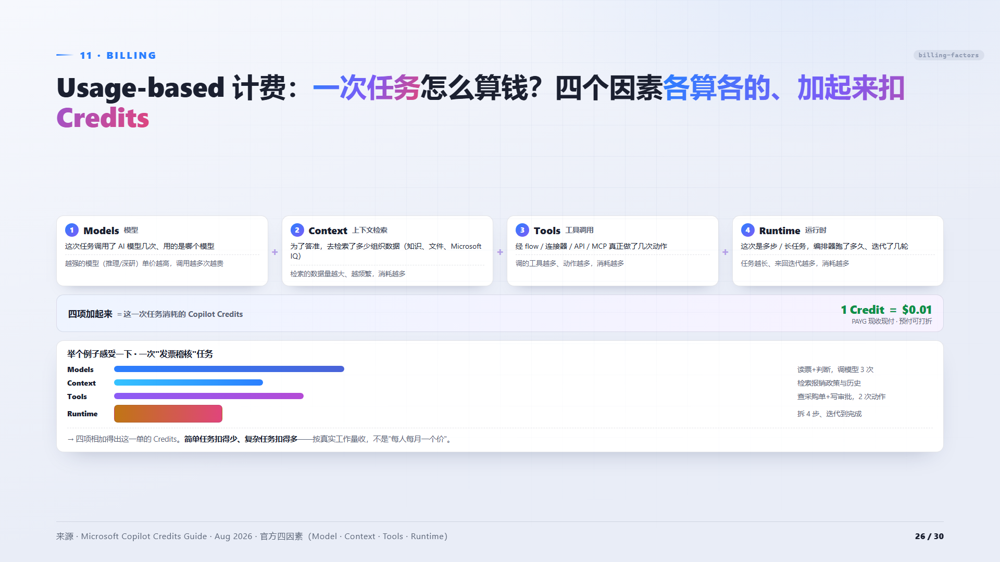 11 · BILLING
billing-factors
Usage-based 计费：一次任务怎么算钱？四个因素各算各的、加起来扣
Credits
1 Models 模型
这次任务调用了 AI 模型几次、用的是哪个模型
越强的模型（推理/深研）单价越高，调用越多次越贵
+
2 Context 上下文检索
为了答准，去检索了多少组织数据（知识、文件、Microsoft
IQ）
检索的数据量越大、越频繁，消耗越多
+
3 Tools 工具调用
经 flow / 连接器 / API / MCP 真正做了几次动作
调的工具越多、动作越多，消耗越多
+
4 Runtime 运行时
这次是多步 / 长任务，编排器跑了多久、迭代了几轮
任务越长、来回迭代越多，消耗越多
四项加起来 = 这一次任务消耗的 Copilot Credits
1 Credit = $0.01
PAYG 现收现付 · 预付可打折
举个例子感受一下 · 一次"发票稽核"任务
Models 读票+判断，调模型 3 次
Context 检索报销政策与历史
Tools 查采购单+写审批，2 次动作
Runtime 拆 4 步、迭代到完成
→ 四项相加得出这一单的 Credits。简单任务扣得少、复杂任务扣得多——按真实工作量收，不是"每人每月一个价"。
来源 · Microsoft Copilot Credits Guide · Aug 2026 · 官方四因素（Model · Context · Tools · Runtime）
26 / 30